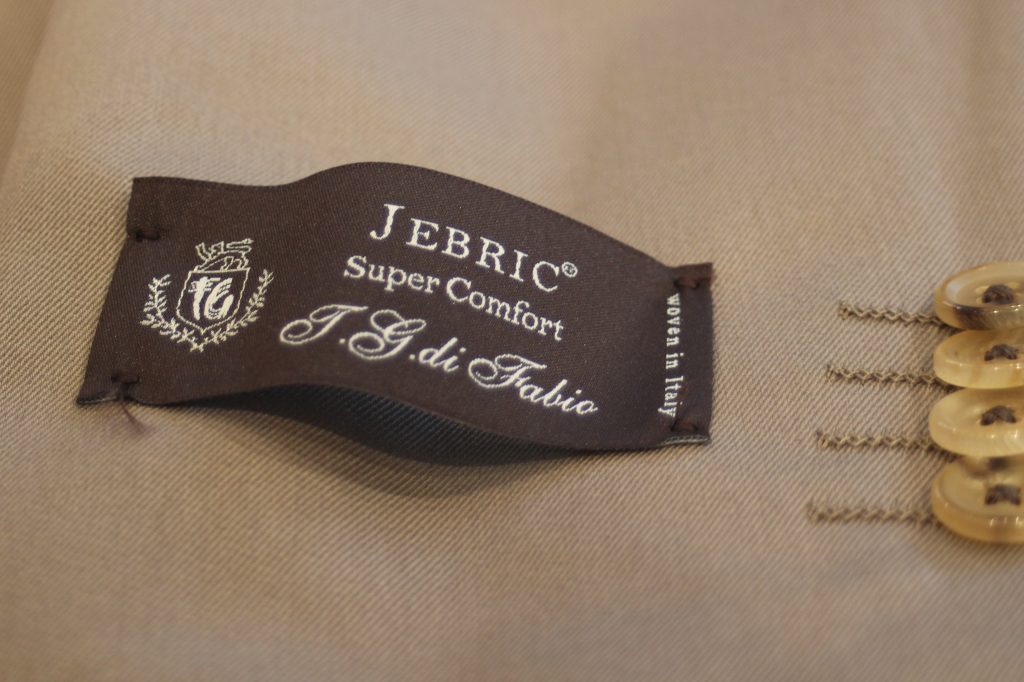 JEBRIC®
Super Comfort
T.G.di Fabio
woven in Italy